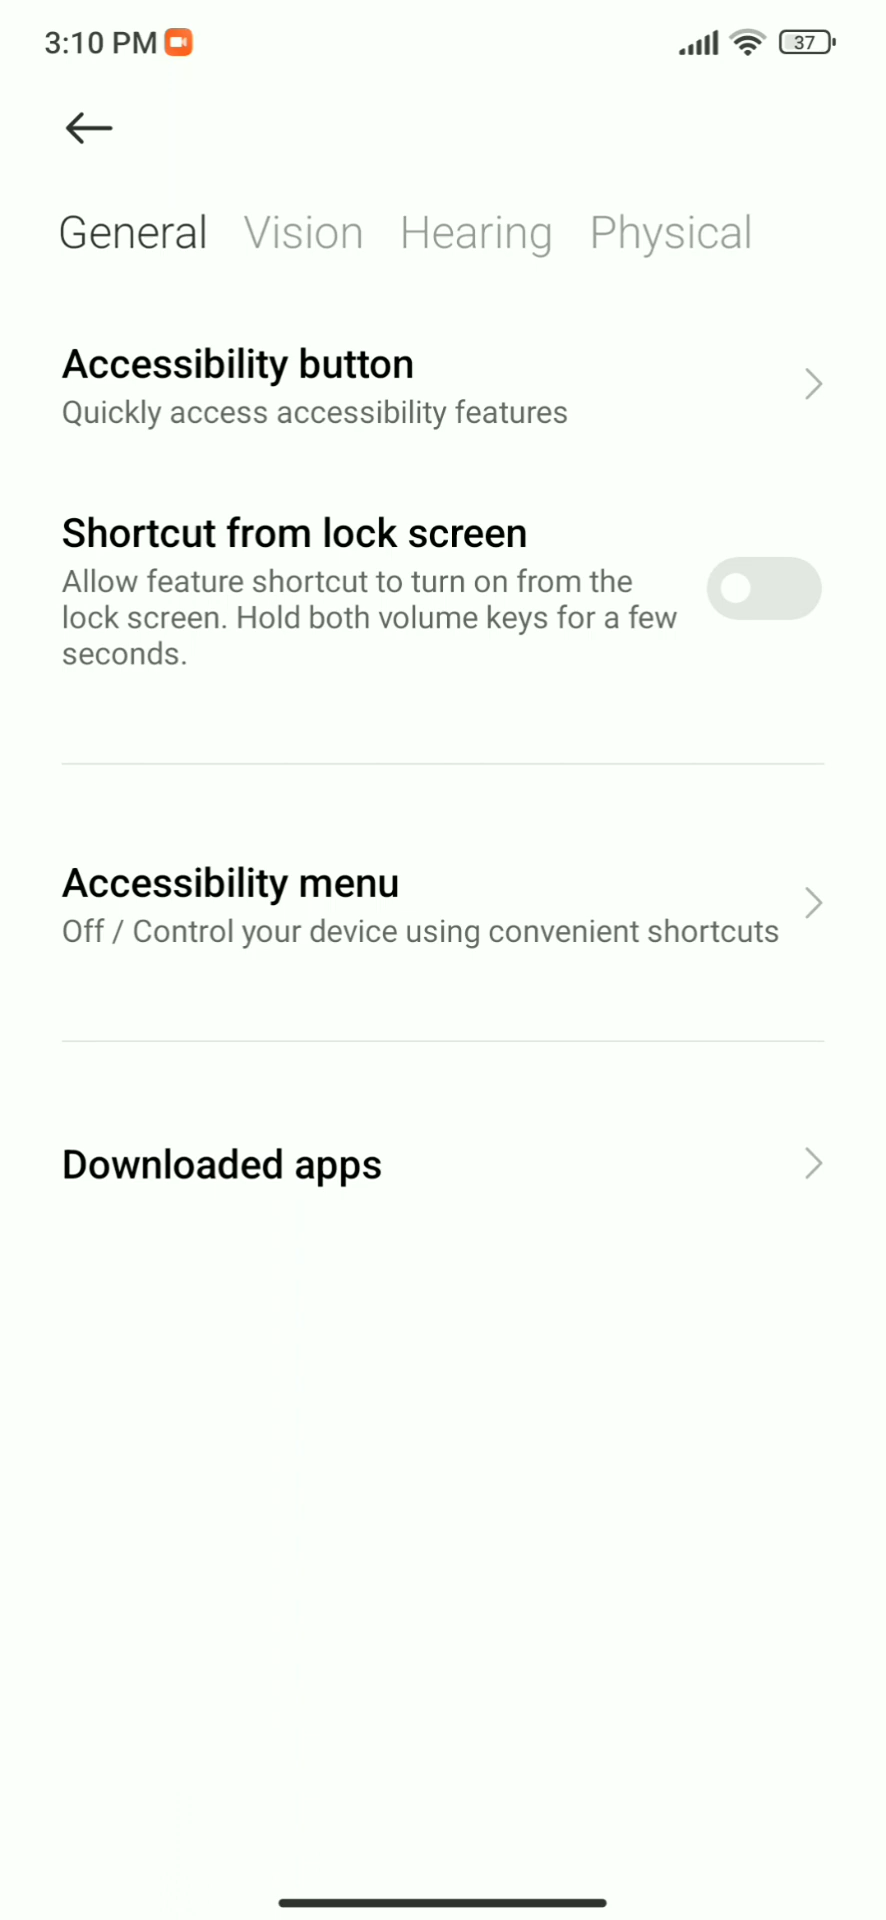 3:10 PM
37
General Vision Hearing Physical
Accessibility button
Quickly access accessibility features
Shortcut from lock screen
Allow feature shortcut to turn on from the
lock screen. Hold both volume keys for a few
seconds.
Accessibility menu
Off / Control your device using convenient shortcuts
Downloaded apps